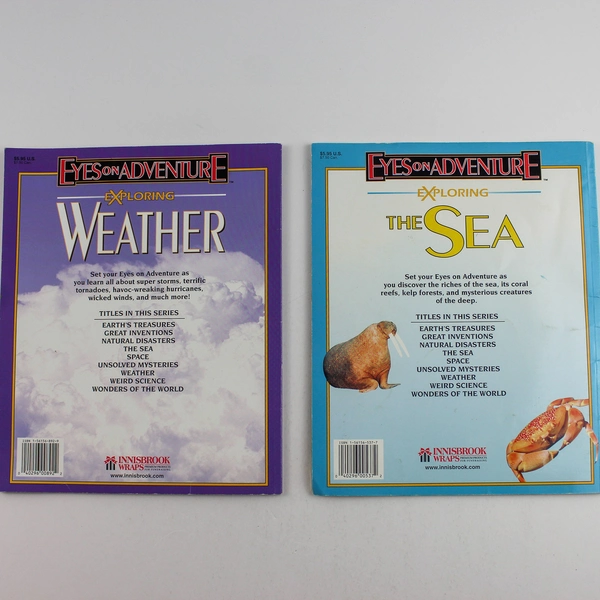 $5.95 U.S.
EYES ON ADVENTURE
EXPLORING
WEATHER
Set your Eyes on Adventure as
you learn all about super storms, terrific
tornadoes, havoc-wreaking hurricanes,
wicked winds, and much more!
TITLES IN THIS SERIES
EARTH'S TREASURES
GREAT INVENTIONS
NATURAL DISASTERS
THE SEA
SPACE
UNSOLVED MYSTERIES
WEATHER
WEIRD SCIENCE
WONDERS OF THE WORLD
INNISBROOK
WRAPS
www.innisbrook.com
$5.95 U.S.
EYES ON ADVENTURE
EXPLORING
THE SEA
Set your Eyes on Adventure as
you discover the riches of the sea, its coral
reefs, kelp forests, and mysterious creatures
of the deep.
TITLES IN THIS SERIES
EARTH'S TREASURES
GREAT INVENTIONS
NATURAL DISASTERS
THE SEA
SPACE
UNSOLVED MYSTERIES
WEATHER
WEIRD SCIENCE
WONDERS OF THE WORLD
INNISBROOK
WRAPS
www.innisbrook.com